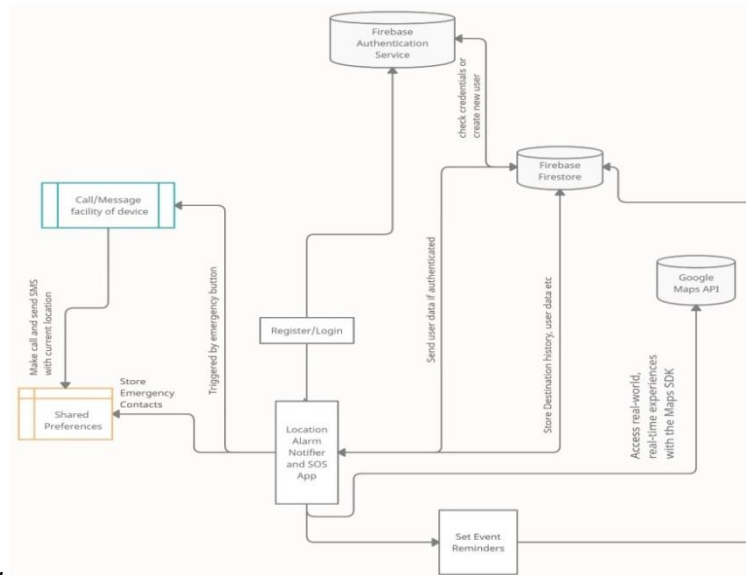 Firebase
Authentication
Service
check credentials or
create new user
Firebase
Firestore
Call/Message
facility of device
Google
Maps API
Make call and send SMS
with current location
Triggered by emergency button
Register/Login
Send user data if authenticated
Store Destination history, user data etc
Access real-world,
real-time experiences
with the Maps SDK
Store
Emergency
Contacts
Shared
Preferences
Location
Alarm
Notifier
and SOS
App
Set Event
Reminders